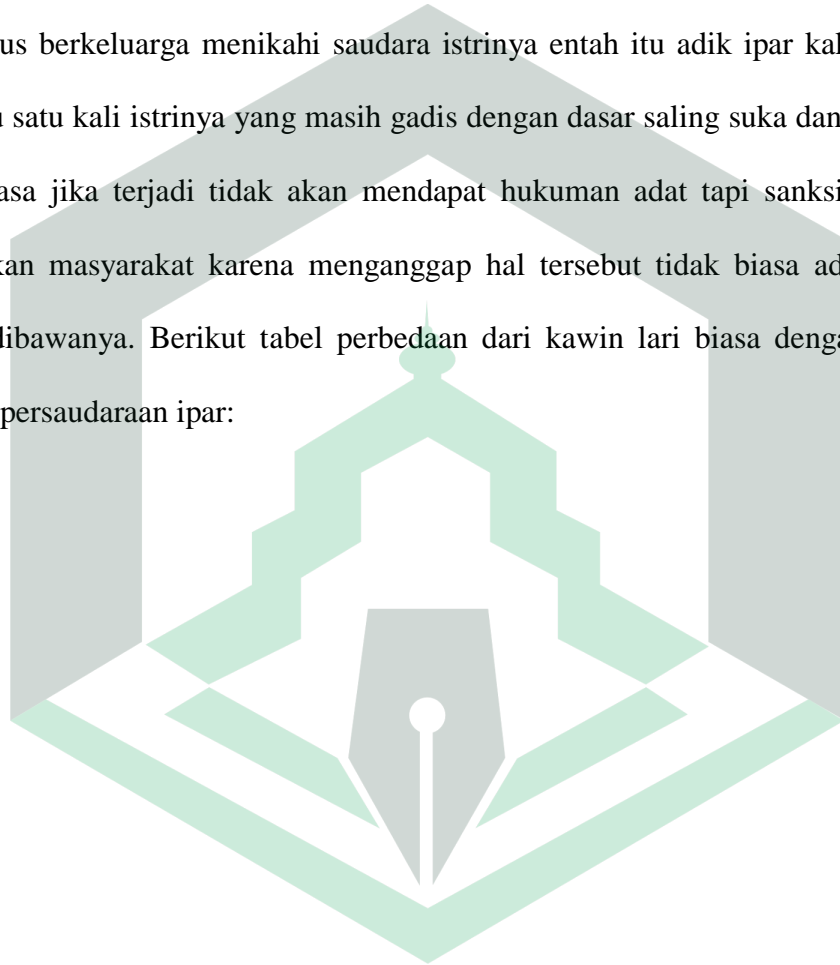 us berkeluarga menikahi saudara istrinya entah itu adik ipar kal
satu kali istrinya yang masih gadis dengan dasar saling suka dan
asa jika terjadi tidak akan mendapat hukuman adat tapi sanksi
kan masyarakat karena menganggap hal tersebut tidak biasa ad
dibawanya. Berikut tabel perbedaan dari kawin lari biasa denga
persaudaraan ipar: